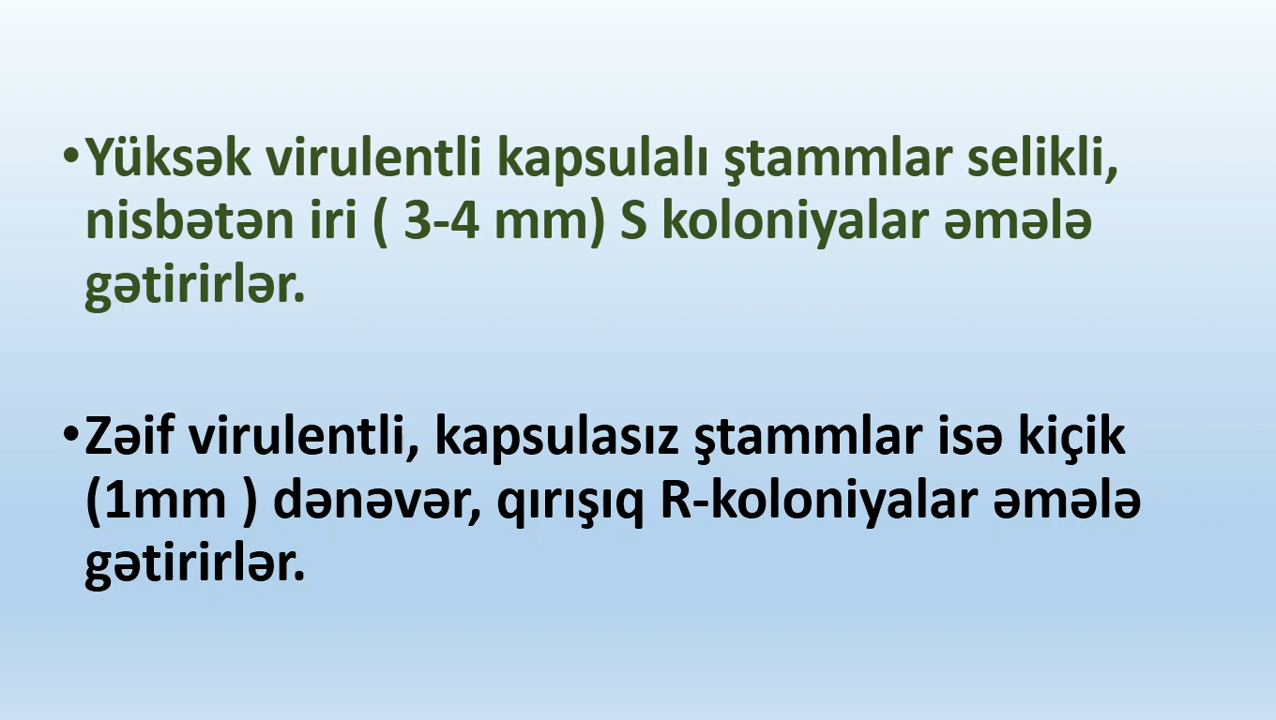 •Yüksək virulentli kapsulalı ştammlar selikli,
nisbətən iri ( 3-4 mm) S koloniyalar əmələ
gətirirlər.
•Zəif virulentli, kapsulasız ştammlar isə kiçik
(1mm ) dənəvər, qırışıq R-koloniyalar əmələ
gətirirlər.